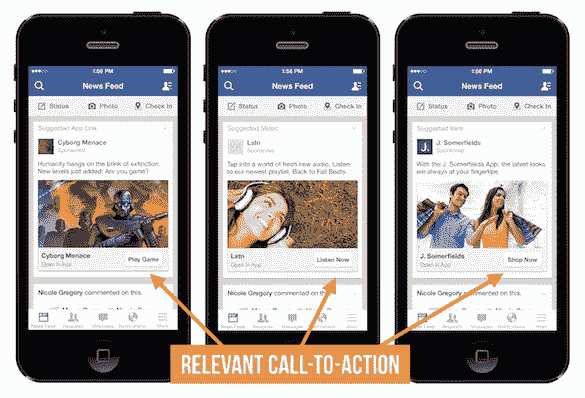 1:06 PM
News Feed
Status Photo Check In
Suggested App Link
Cyborg Menace
Sponsored
Humanity hangs on the brink of extinction.
New levels just added. Are you game?
Cyborg Menace
Open in App
Play Game
Nicole Gregory commented on this.
News Feed Requests Messages Notifications More
1:06 PM
News Feed
Status Photo Check In
Suggested Music
Latn
Sponsored
Tap into a world of fresh new audio. Listen
to our newest playlist, Back to Fall Beats.
Latn
Open in App
Listen Now
Nicole Gregory commented on this.
News Feed Requests Messages Notifications More
1:06 PM
News Feed
Status Photo Check In
Suggested Item
J. Somerfields
Sponsored
With the J. Somerfields App, the latest looks
are always at your fingertips.
J. Somerfields
Open in App
Shop Now
Nicole Gregory commented on this.
News Feed Requests Messages Notifications More
RELEVANT CALL-TO-ACTION